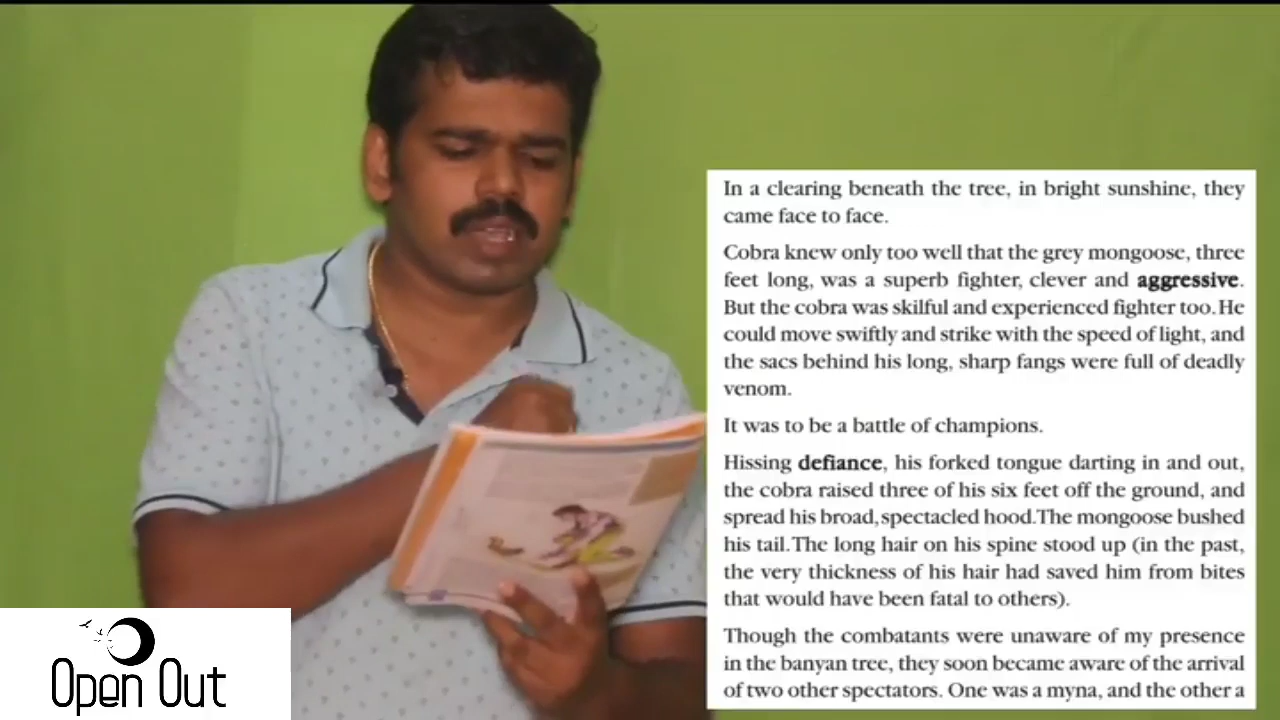 In a clearing beneath the tree, in bright sunshine, they
came face to face.
Cobra knew only too well that the grey mongoose, three
feet long, was a superb fighter, clever and aggressive.
But the cobra was skilful and experienced fighter too. He
could move swiftly and strike with the speed of light, and
the sacs behind his long, sharp fangs were full of deadly
venom.
It was to be a battle of champions.
Hissing defiance, his forked tongue darting in and out,
the cobra raised three of his six feet off the ground, and
spread his broad, spectacled hood. The mongoose bushed
his tail. The long hair on his spine stood up (in the past,
the very thickness of his hair had saved him from bites
that would have been fatal to others).
Though the combatants were unaware of my presence
in the banyan tree, they soon became aware of the arrival
of two other spectators. One was a myna, and the other a
Open Out